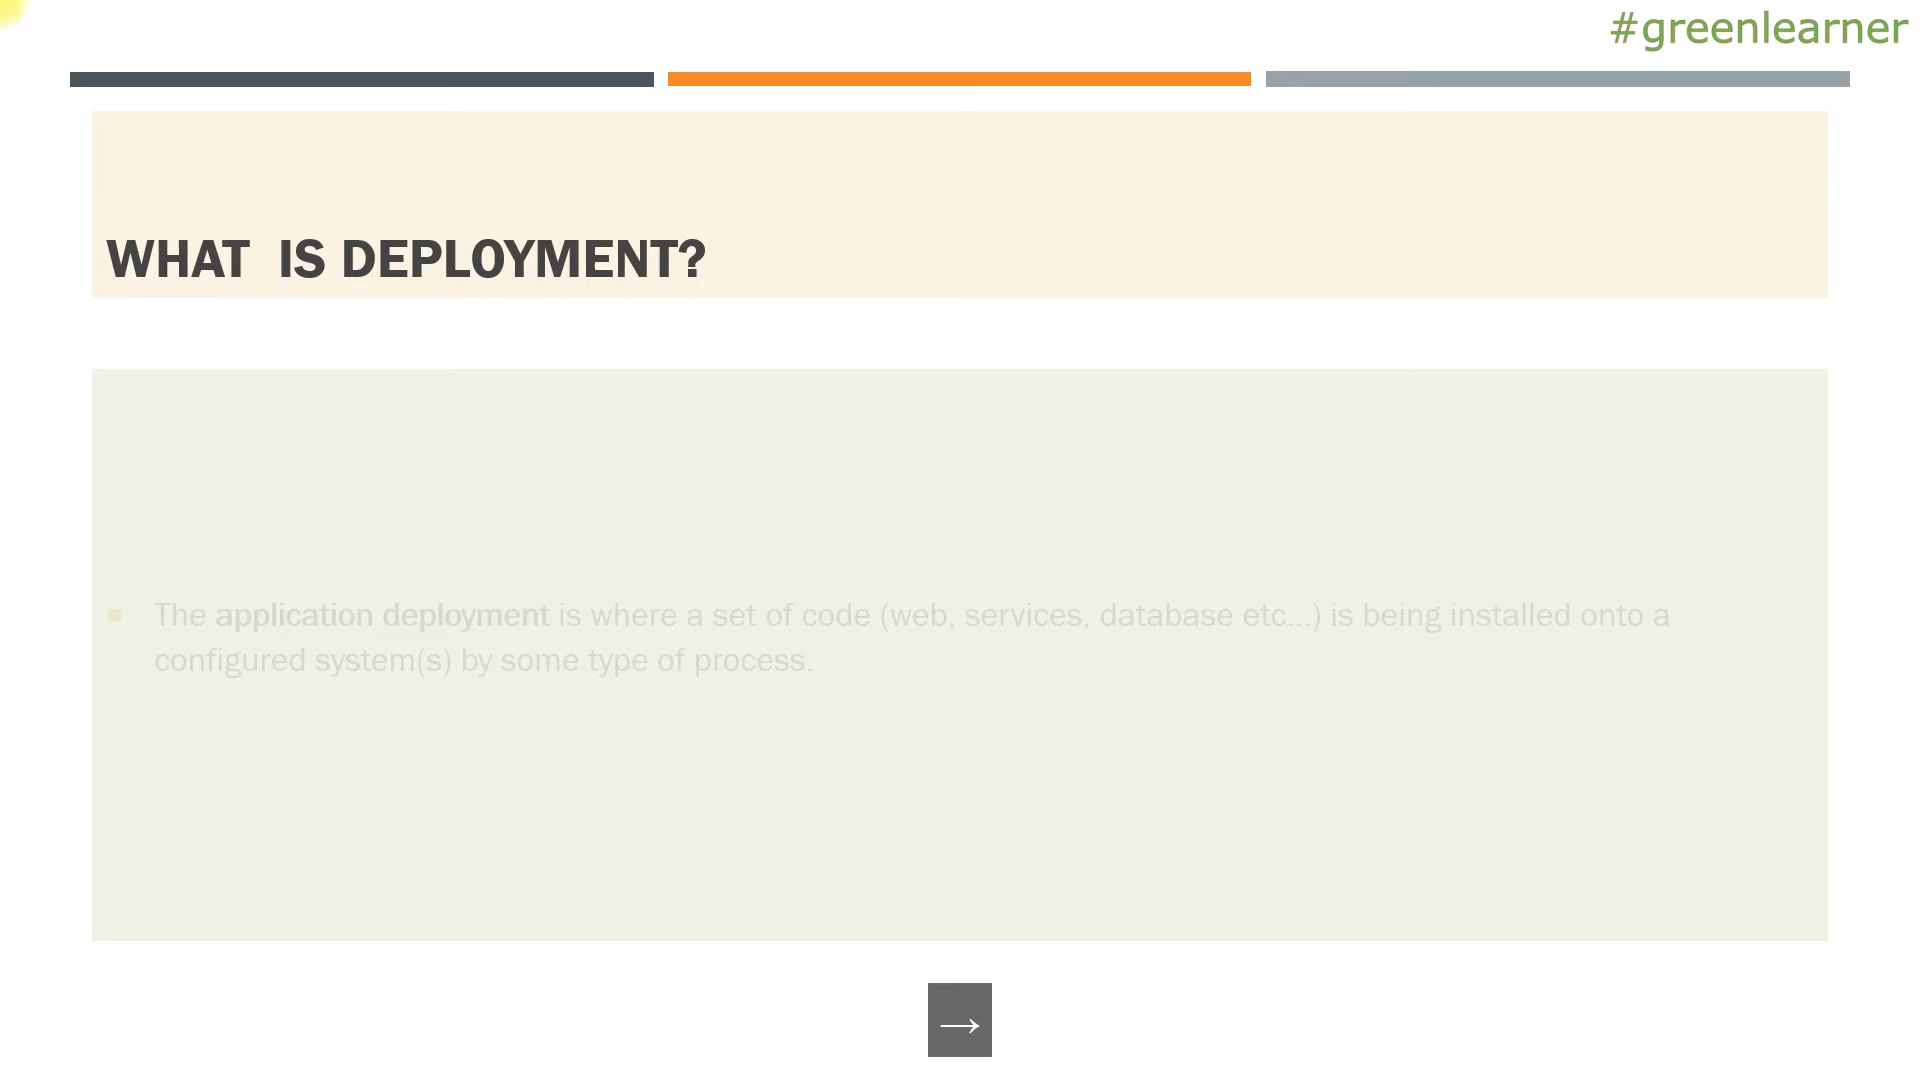 #greenlearner
WHAT  IS DEPLOYMENT?
The application deployment is where a set of code (web, services, database etc...) is being installed onto a
configured system(s) by some type of process.
→